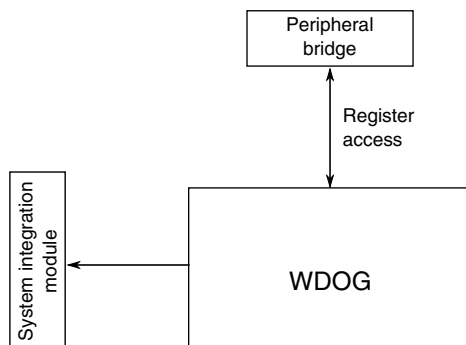 Peripheral
bridge
Register
access
System integration
module
WDOG